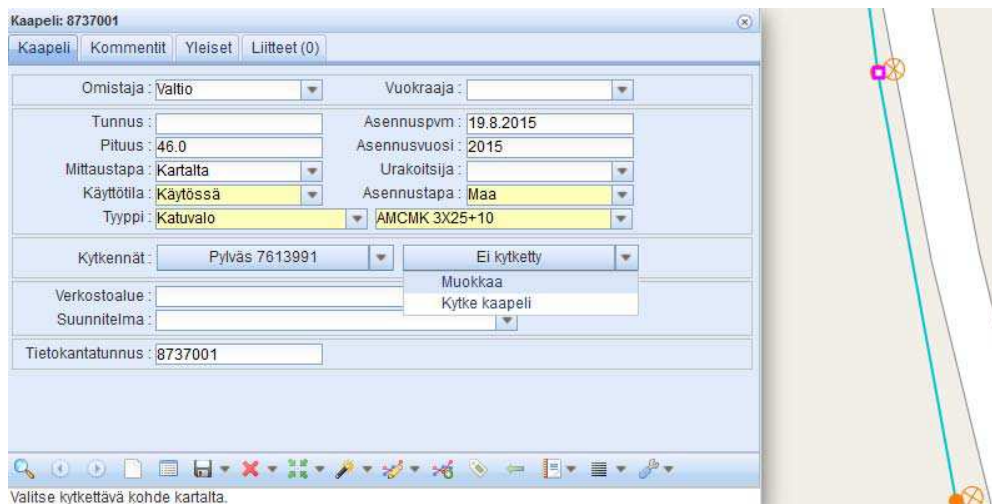 Kaapeli: 8737001
Kaapeli Kommentit Yleiset Liitteet (0)
Omistaja : Valtio Vuokraaja :
Tunnus : Asennuspvm : 19.8.2015
Pituus : 46.0 Asennusvuosi : 2015
Mittaustapa : Kartalta Urakoitsija :
Käyttötila : Käytössä Asennustapa : Maa
Tyyppi : Katuvalo AMCMK 3X25+10
Kytkennät : Pylväs 7613991 Ei kytketty
Muokkaa
Verkostoalue : Kytke kaapeli
Suunnitelma :
Tietokantatunnus : 8737001
Valitse kytkettävä kohde kartalta.